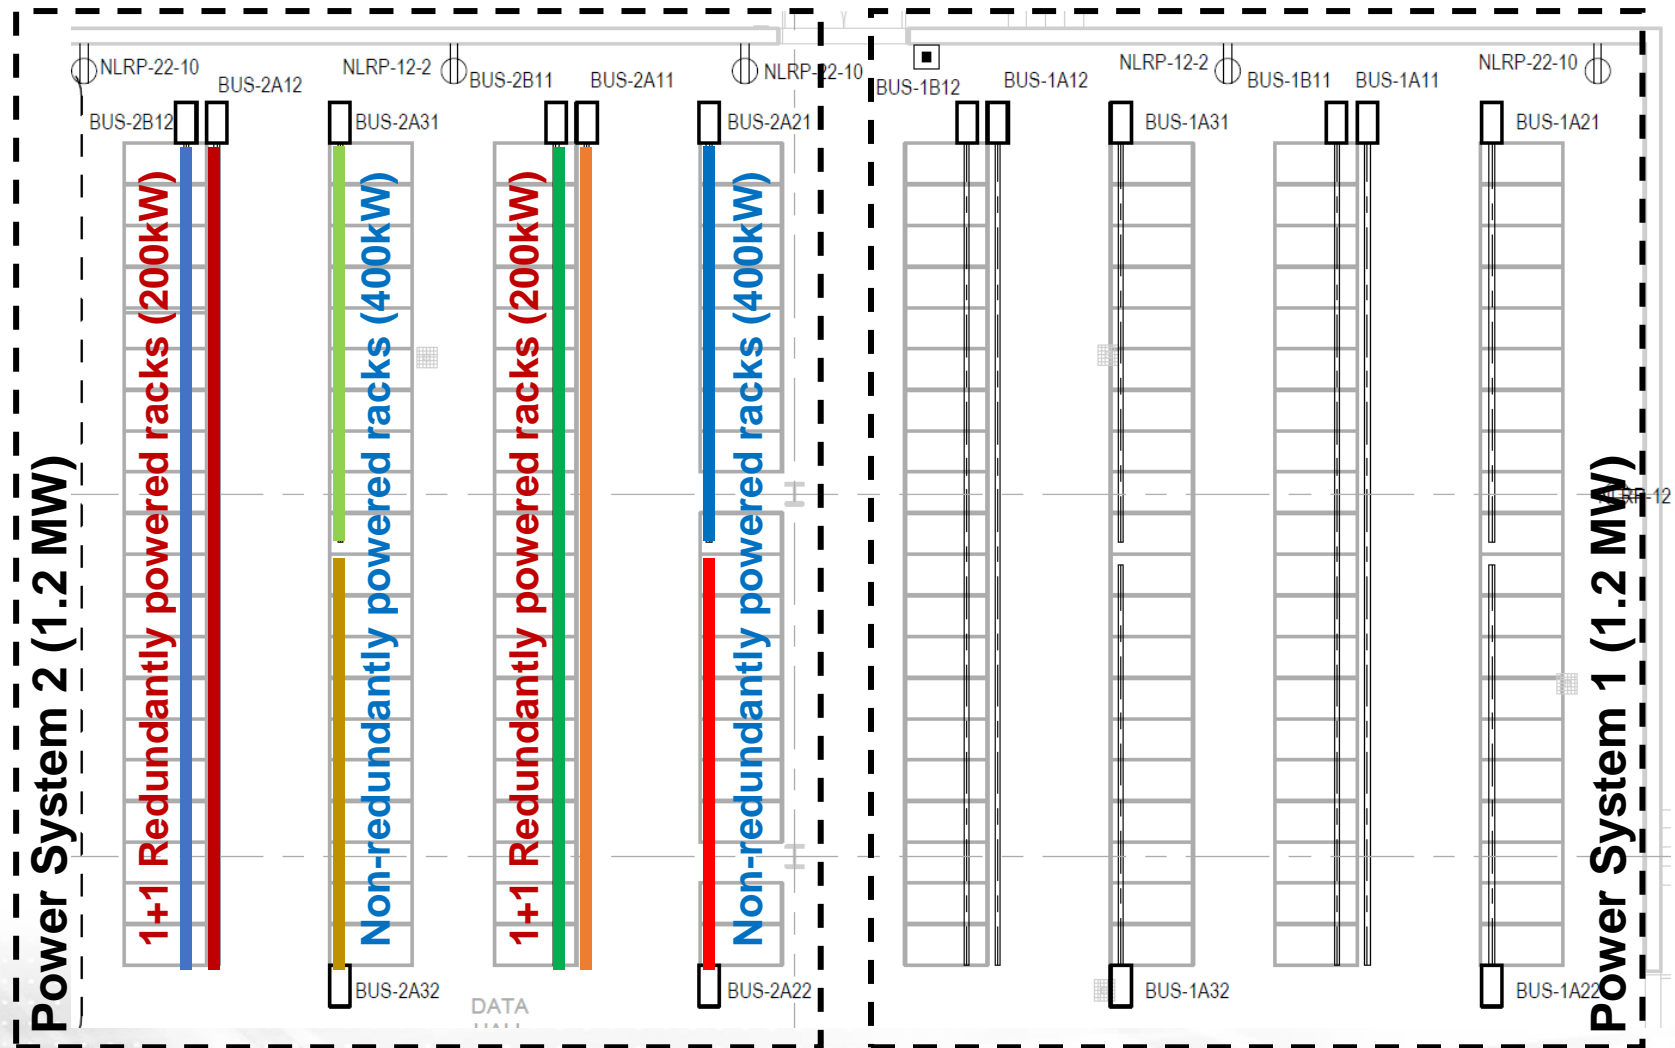 NLRP-22-10
BUS-2A12
NLRP-12-2
BUS-2B11
BUS-2A11
NLRP-22-10
BUS-1B12
BUS-1A12
NLRP-12-2
BUS-1B11
BUS-1A11
NLRP-22-10
BUS-2B12
BUS-2A31
BUS-2A21
BUS-1A31
BUS-1A21
Power System 2 (1.2 MW)
1+1 Redundantly powered racks (200kW)
Non-redundantly powered racks (400kW)
1+1 Redundantly powered racks (200kW)
Non-redundantly powered racks (400kW)
Power System 1 (1.2 MW)
NLRP-12
BUS-2A32
BUS-2A22
BUS-1A32
BUS-1A22
DATA
HALL